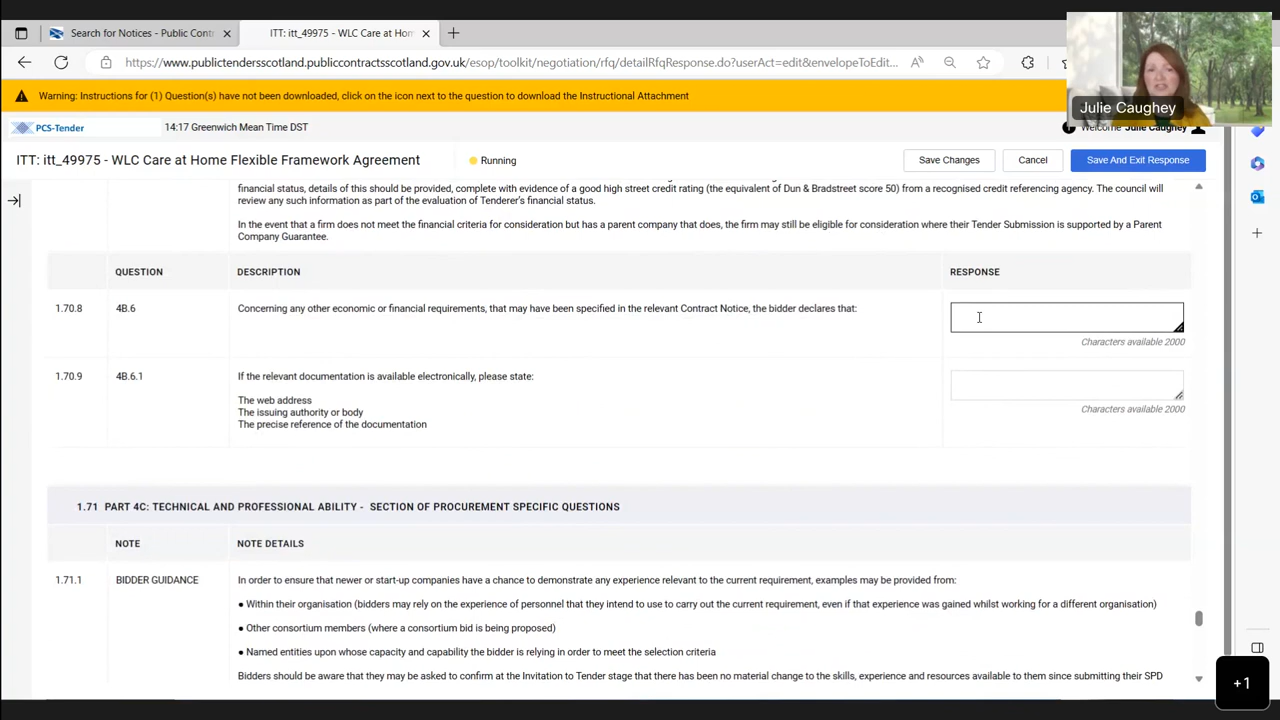 Search for Notices - Public Contr
ITT: itt_49975 - WLC Care at Hom
https://www.publictendersscotland.publiccontractsscotland.gov.uk/esop/toolkit/negotiation/rfq/detailRfqResponse.do?userAct=edit&envelopeToEdit...
Julie Caughey
Warning: Instructions for (1) Question(s) have not been downloaded, click on the icon next to the question to download the Instructional Attachment
PCS-Tender
14:17 Greenwich Mean Time DST
Welcome Julie Caughey
ITT: itt_49975 - WLC Care at Home Flexible Framework Agreement
Running
Save Changes
Cancel
Save And Exit Response
financial status, details of this should be provided, complete with evidence of a good high street credit rating (the equivalent of Dun & Bradstreet score 50) from a recognised credit referencing agency. The council will
review any such information as part of the evaluation of Tenderer's financial status.
In the event that a firm does not meet the financial criteria for consideration but has a parent company that does, the firm may still be eligible for consideration where their Tender Submission is supported by a Parent
Company Guarantee.
QUESTION DESCRIPTION RESPONSE
1.70.8 4B.6 Concerning any other economic or financial requirements, that may have been specified in the relevant Contract Notice, the bidder declares that:
Characters available 2000
1.70.9 4B.6.1 If the relevant documentation is available electronically, please state:
The web address
The issuing authority or body
The precise reference of the documentation
Characters available 2000
1.71 PART 4C: TECHNICAL AND PROFESSIONAL ABILITY - SECTION OF PROCUREMENT SPECIFIC QUESTIONS
NOTE NOTE DETAILS
1.71.1 BIDDER GUIDANCE In order to ensure that newer or start-up companies have a chance to demonstrate any experience relevant to the current requirement, examples may be provided from:
● Within their organisation (bidders may rely on the experience of personnel that they intend to use to carry out the current requirement, even if that experience was gained whilst working for a different organisation)
● Other consortium members (where a consortium bid is being proposed)
● Named entities upon whose capacity and capability the bidder is relying in order to meet the selection criteria
Bidders should be aware that they may be asked to confirm at the Invitation to Tender stage that there has been no material change to the skills, experience and resources available to them since submitting their SPD
+1